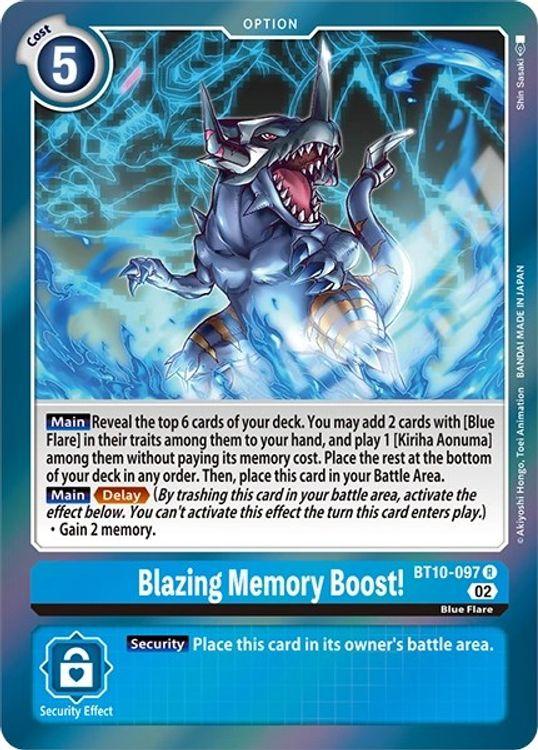 OPTION
Cost
5
Shin Sasaki
Main Reveal the top 6 cards of your deck. You may add 2 cards with [Blue
Flare] in their traits among them to your hand, and play 1 [Kiriha Aonuma]
among them without paying its memory cost. Place the rest at the bottom
of your deck in any order. Then, place this card in your Battle Area.
Main Delay (By trashing this card in your battle area, activate the
effect below. You can't activate this effect the turn this card enters play.)
• Gain 2 memory.
©Akiyoshi Hongo, Toei Animation BANDAI MADE IN JAPAN
Blazing Memory Boost!
BT10-097 R
02
Blue Flare
Security Place this card in its owner's battle area.
Security Effect